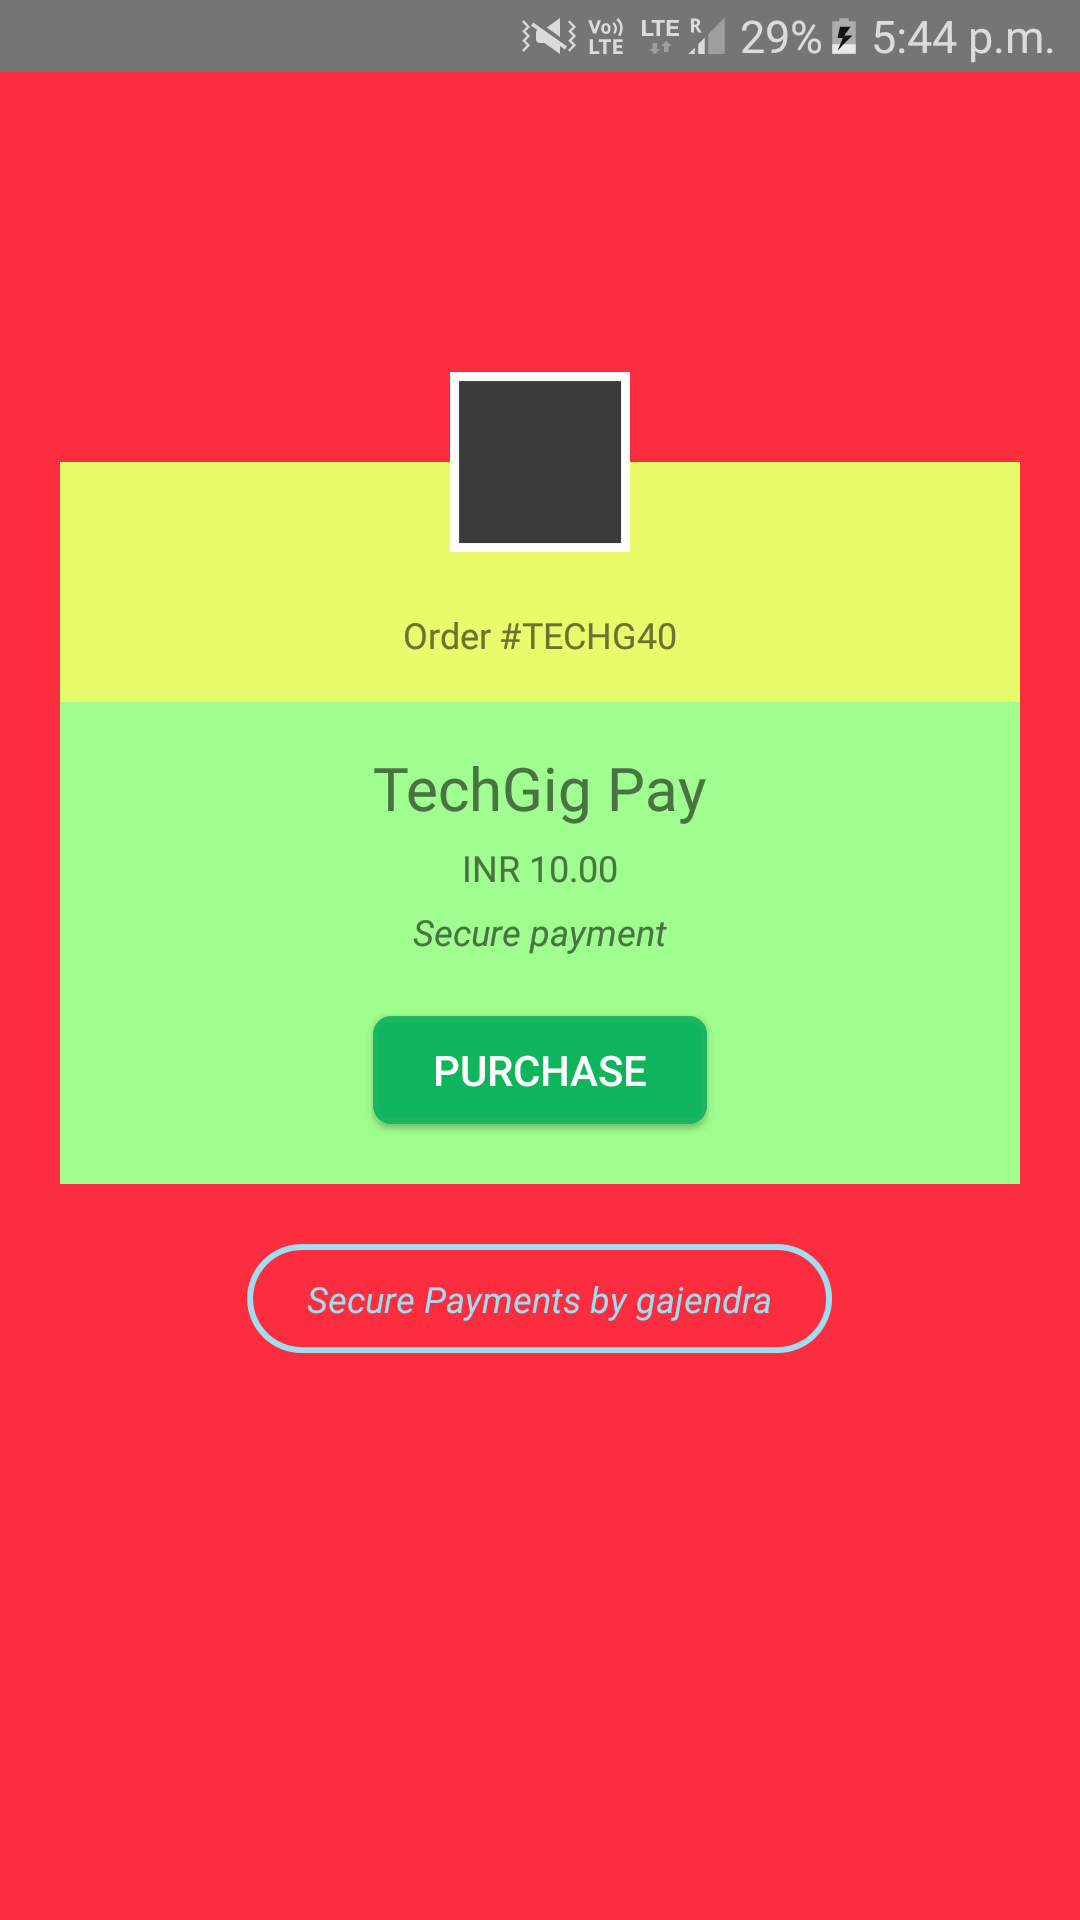 Vo)) LTE LTE R 29% 5:44 p.m.
Order #TECHG40
TechGig Pay
INR 10.00
Secure payment
PURCHASE
Secure Payments by gajendra